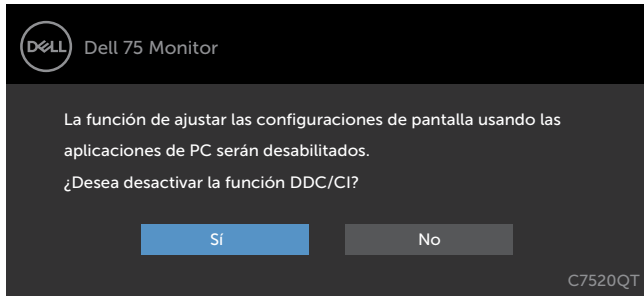 DELL
Dell 75 Monitor
La función de ajustar las configuraciones de pantalla usando las
aplicaciones de PC serán desabilitados.
¿Desea desactivar la función DDC/CI?
Sí
No
C7520QT